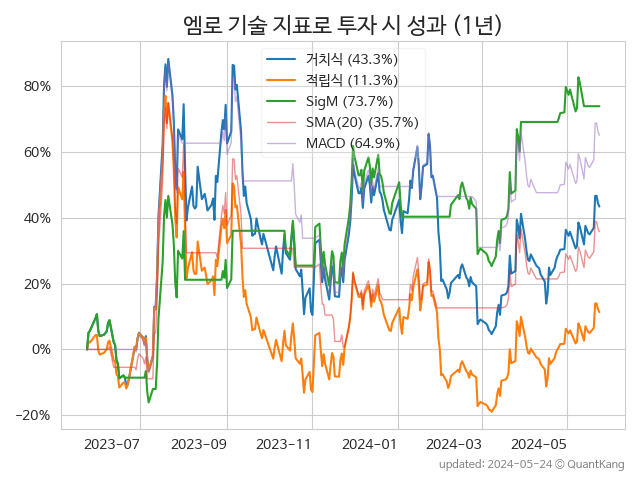 엠로 기술 지표로 투자 시 성과 (1년)
거치식 (43.3%)
적립식 (11.3%)
SigM (73.7%)
SMA(20) (35.7%)
MACD (64.9%)
80%
60%
40%
20%
0%
−20%
2023-07
2023-09
2023-11
2024-01
2024-03
2024-05
updated: 2024-05-24 © QuantKang